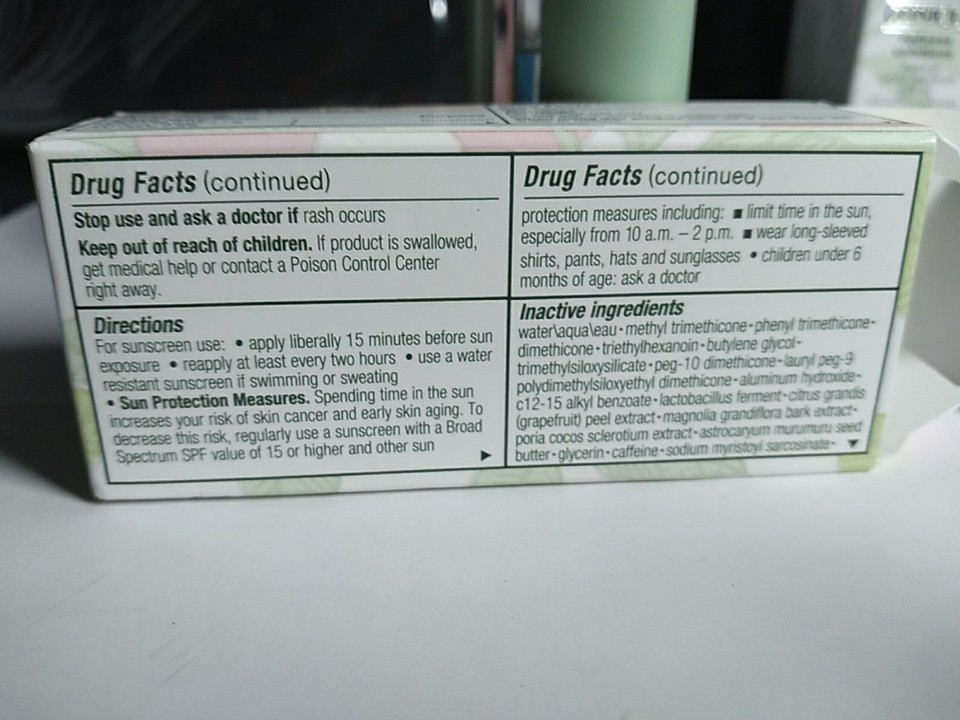 Drug Facts (continued)
Stop use and ask a doctor if rash occurs
Keep out of reach of children. If product is swallowed,
get medical help or contact a Poison Control Center
right away.
Directions
For sunscreen use: • apply liberally 15 minutes before sun
exposure • reapply at least every two hours • use a water
resistant sunscreen if swimming or sweating
• Sun Protection Measures. Spending time in the sun
increases your risk of skin cancer and early skin aging. To
decrease this risk, regularly use a sunscreen with a Broad
Spectrum SPF value of 15 or higher and other sun ▶
Drug Facts (continued)
protection measures including: ■ limit time in the sun,
especially from 10 a.m. – 2 p.m. ■ wear long-sleeved
shirts, pants, hats and sunglasses • children under 6
months of age: ask a doctor
Inactive ingredients
water\aqua\eau • methyl trimethicone • phenyl trimethicone •
dimethicone • triethylhexanoin • butylene glycol •
trimethylsiloxysilicate • peg-10 dimethicone • lauryl peg-9
polydimethylsiloxyethyl dimethicone • aluminum hydroxide •
c12-15 alkyl benzoate • lactobacillus ferment • citrus grandis
(grapefruit) peel extract • magnolia grandiflora bark extract •
poria cocos sclerotium extract • astrocaryum murumuru seed
butter • glycerin • caffeine • sodium myristoyl sarcosinate • ▼